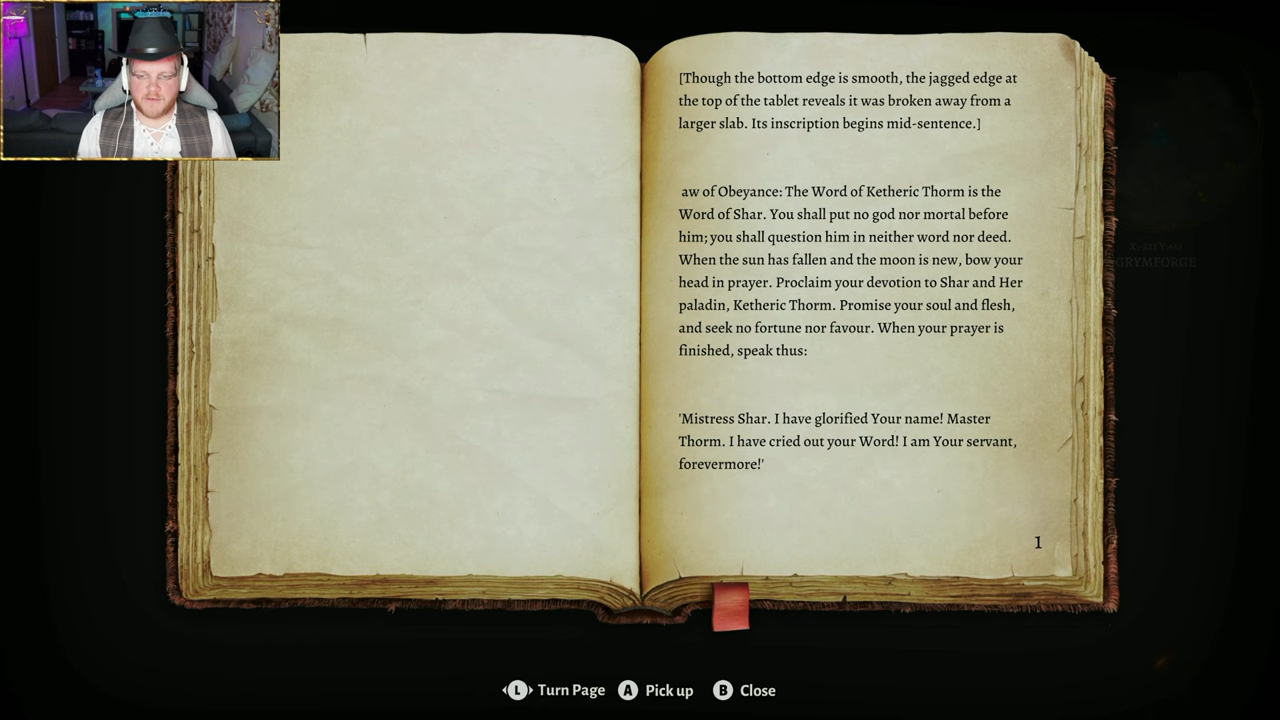 [Though the bottom edge is smooth, the jagged edge at
the top of the tablet reveals it was broken away from a
larger slab. Its inscription begins mid-sentence.]
aw of Obeyance: The Word of Ketheric Thorm is the
Word of Shar. You shall put no god nor mortal before
him; you shall question him in neither word nor deed.
When the sun has fallen and the moon is new, bow your
head in prayer. Proclaim your devotion to Shar and Her
paladin, Ketheric Thorm. Promise your soul and flesh,
and seek no fortune nor favour. When your prayer is
finished, speak thus:
'Mistress Shar. I have glorified Your name! Master
Thorm. I have cried out your Word! I am Your servant,
forevermore!'
1
GRYMFORGE
L Turn Page A Pick up B Close